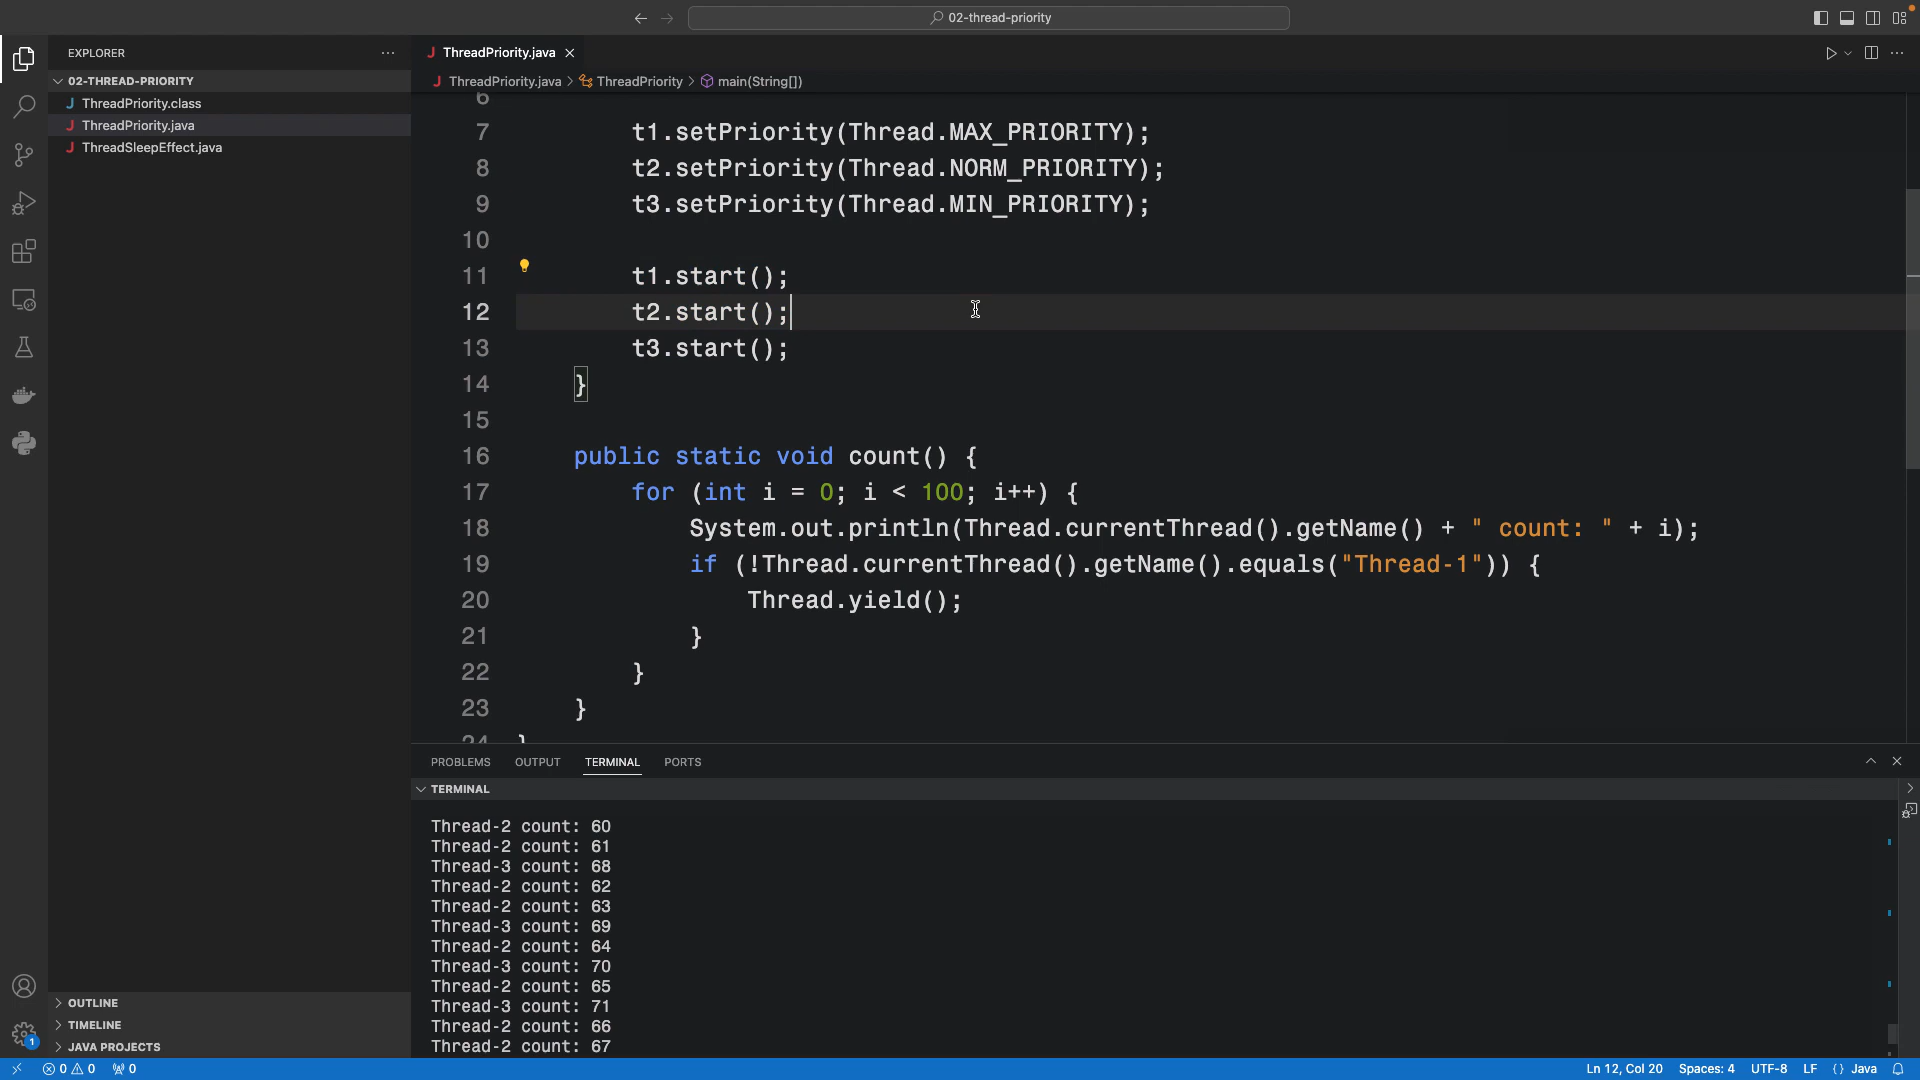 02-thread-priority
EXPLORER
02-THREAD-PRIORITY
ThreadPriority.class
ThreadPriority.java
ThreadSleepEffect.java
OUTLINE
TIMELINE
JAVA PROJECTS
ThreadPriority.java
ThreadPriority.java > ThreadPriority > main(String[])
6
7 t1.setPriority(Thread.MAX_PRIORITY);
8 t2.setPriority(Thread.NORM_PRIORITY);
9 t3.setPriority(Thread.MIN_PRIORITY);
10
11 t1.start();
12 t2.start();
13 t3.start();
14 }
15
16 public static void count() {
17 for (int i = 0; i < 100; i++) {
18 System.out.println(Thread.currentThread().getName() + " count: " + i);
19 if (!Thread.currentThread().getName().equals("Thread-1")) {
20 Thread.yield();
21 }
22 }
23 }
24 }
PROBLEMS OUTPUT TERMINAL PORTS
TERMINAL
Thread-2 count: 60
Thread-2 count: 61
Thread-3 count: 68
Thread-2 count: 62
Thread-2 count: 63
Thread-3 count: 69
Thread-2 count: 64
Thread-3 count: 70
Thread-2 count: 65
Thread-3 count: 71
Thread-2 count: 66
Thread-2 count: 67
1
0 0 0 Ln 12, Col 20 Spaces: 4 UTF-8 LF {} Java